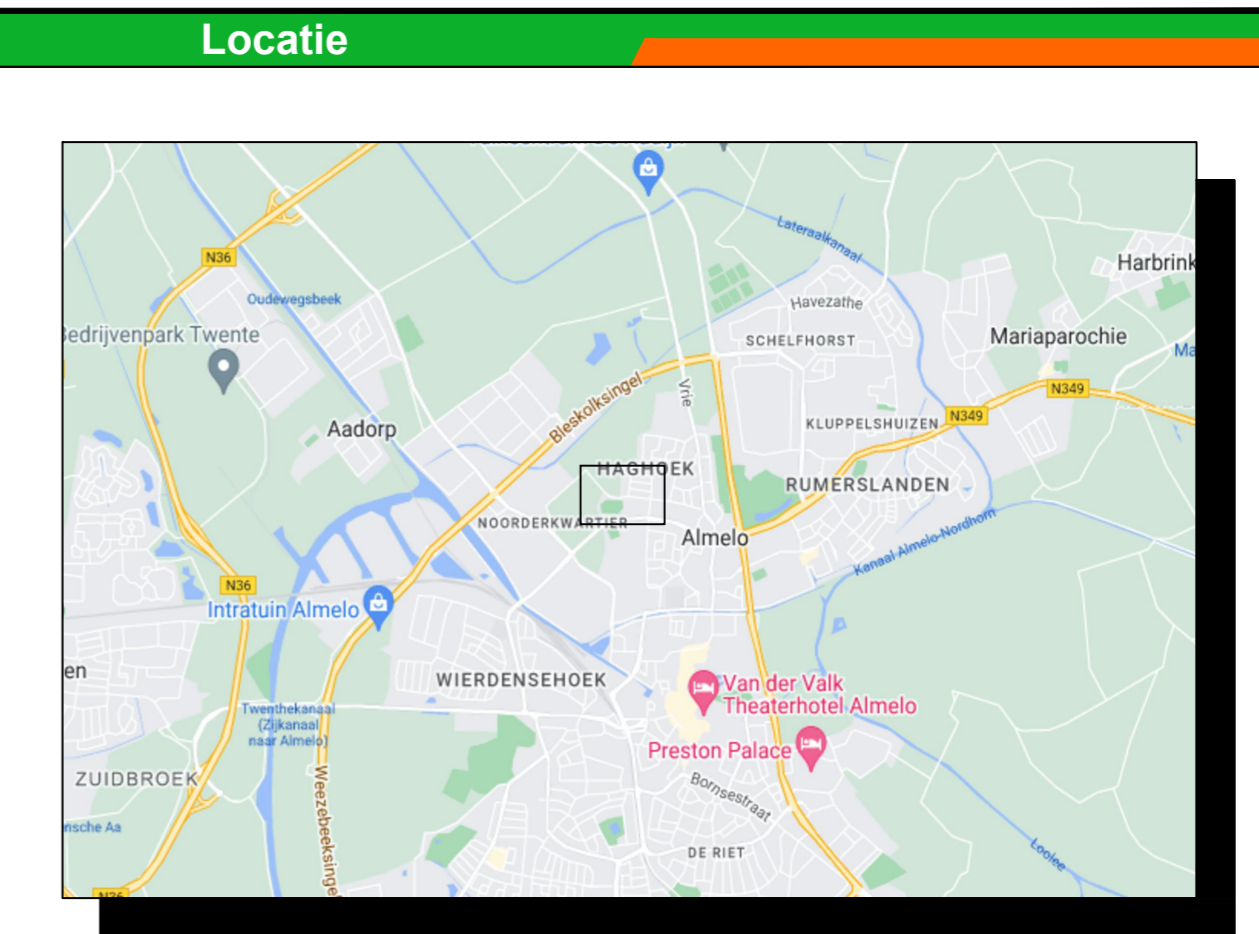 Locatie
Lateraalkanaal
N36
Harbrink
Oudewegsbeek
Havezathe
Bedrijvenpark Twente
SCHELFHORST
Mariaparochie
Ma
Bleskolksingel
Vrie
N349
N349
Aadorp
KLUPPELSHUIZEN
HAGHOEK
RUMERSLANDEN
NOORDERKWARTIER
Almelo
Kanaal Almelo-Nordhorn
N36
Intratuin Almelo
en
WIERDENSEHOEK
Van der Valk
Theaterhotel Almelo
Twenthekanaal
(Zijkanaal
naar Almelo)
Preston Palace
ZUIDBROEK
Weezebeeksingel
Bornsestraat
nsche Aa
DE RIET
Loolee
N36